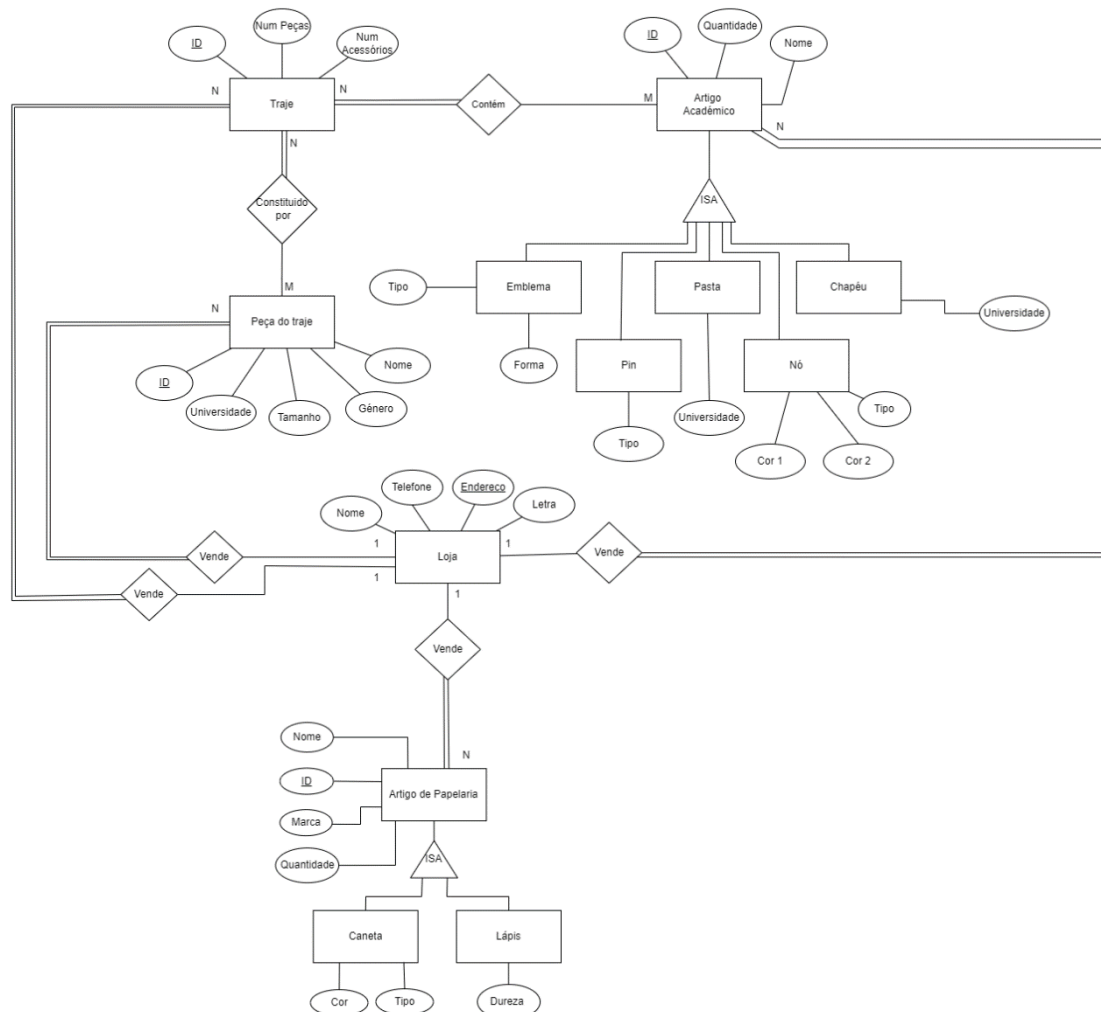 Num Peças
ID
Num
Acessórios
Quantidade
ID
Nome
N
Traje
N
Contém
M
Artigo
Académico
N
N
Constituido
por
ISA
M
N
Peça do traje
Tipo
Emblema
Pasta
Chapéu
Universidade
Nome
ID
Universidade
Tamanho
Género
Forma
Pin
Nó
Universidade
Tipo
Tipo
Cor 1
Cor 2
Telefone
Endereco
Nome
Letra
1
Loja
1
Vende
Vende
1
Vende
1
Vende
Nome
N
ID
Artigo de Papelaria
Marca
Quantidade
ISA
Caneta
Lápis
Cor
Tipo
Dureza